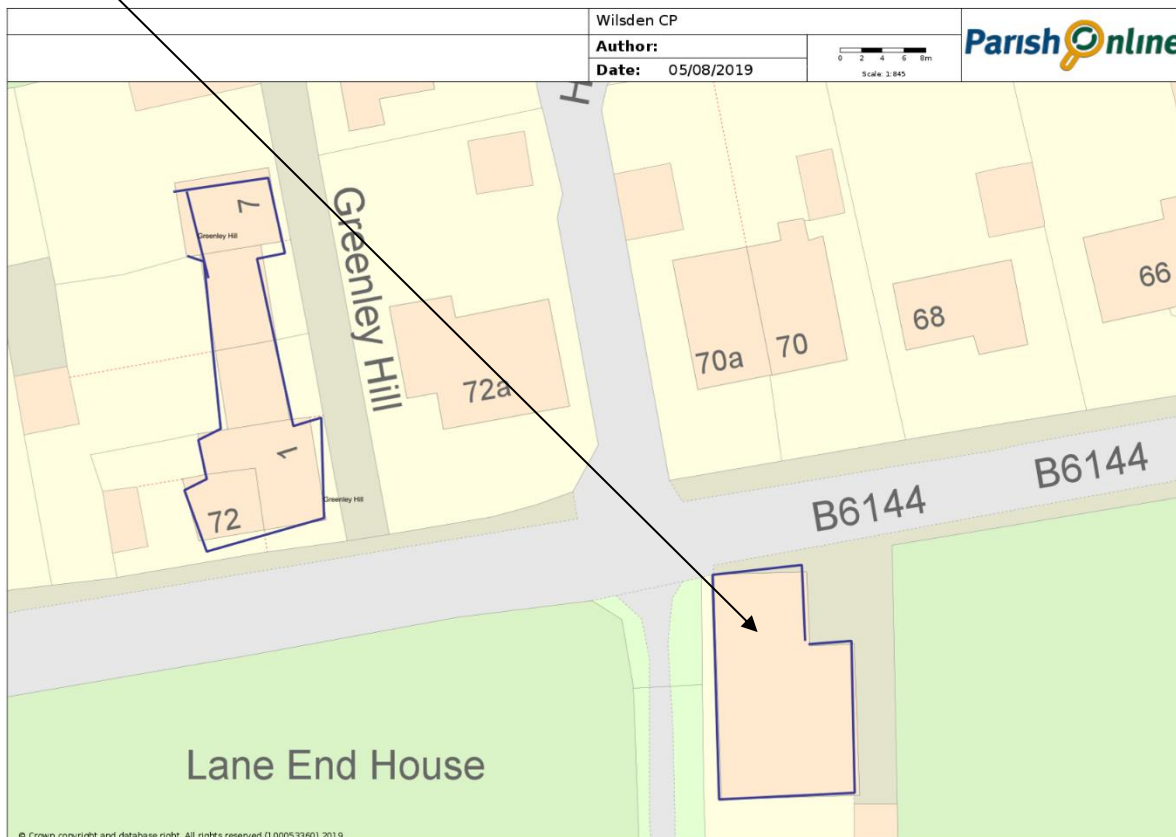 Wilsden CP
Author:
Date: 05/08/2019
0 2 4 6 8m
Scale: 1:845
Parish Online
H
7
Greenley Hill
Greenley Hill
72a
70a
70
68
66
1
Greenley Hill
72
B6144
B6144
Lane End House
© Crown copyright and database right. All rights reserved (100053360) 2019